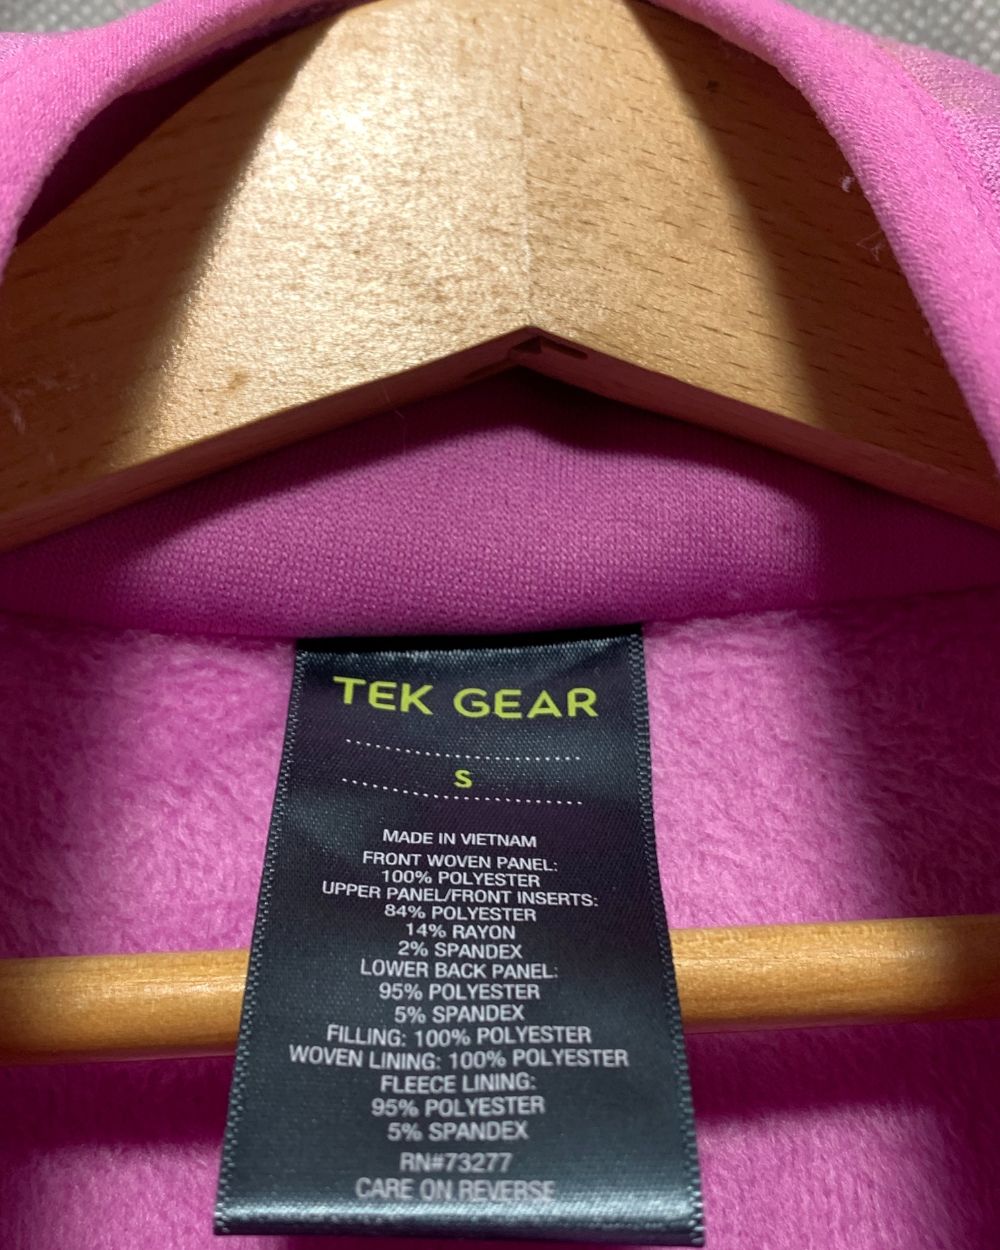 TEK GEAR
S
MADE IN VIETNAM
FRONT WOVEN PANEL:
100% POLYESTER
UPPER PANEL/FRONT INSERTS:
84% POLYESTER
14% RAYON
2% SPANDEX
LOWER BACK PANEL:
95% POLYESTER
5% SPANDEX
FILLING: 100% POLYESTER
WOVEN LINING: 100% POLYESTER
FLEECE LINING:
95% POLYESTER
5% SPANDEX
RN#73277
CARE ON REVERSE